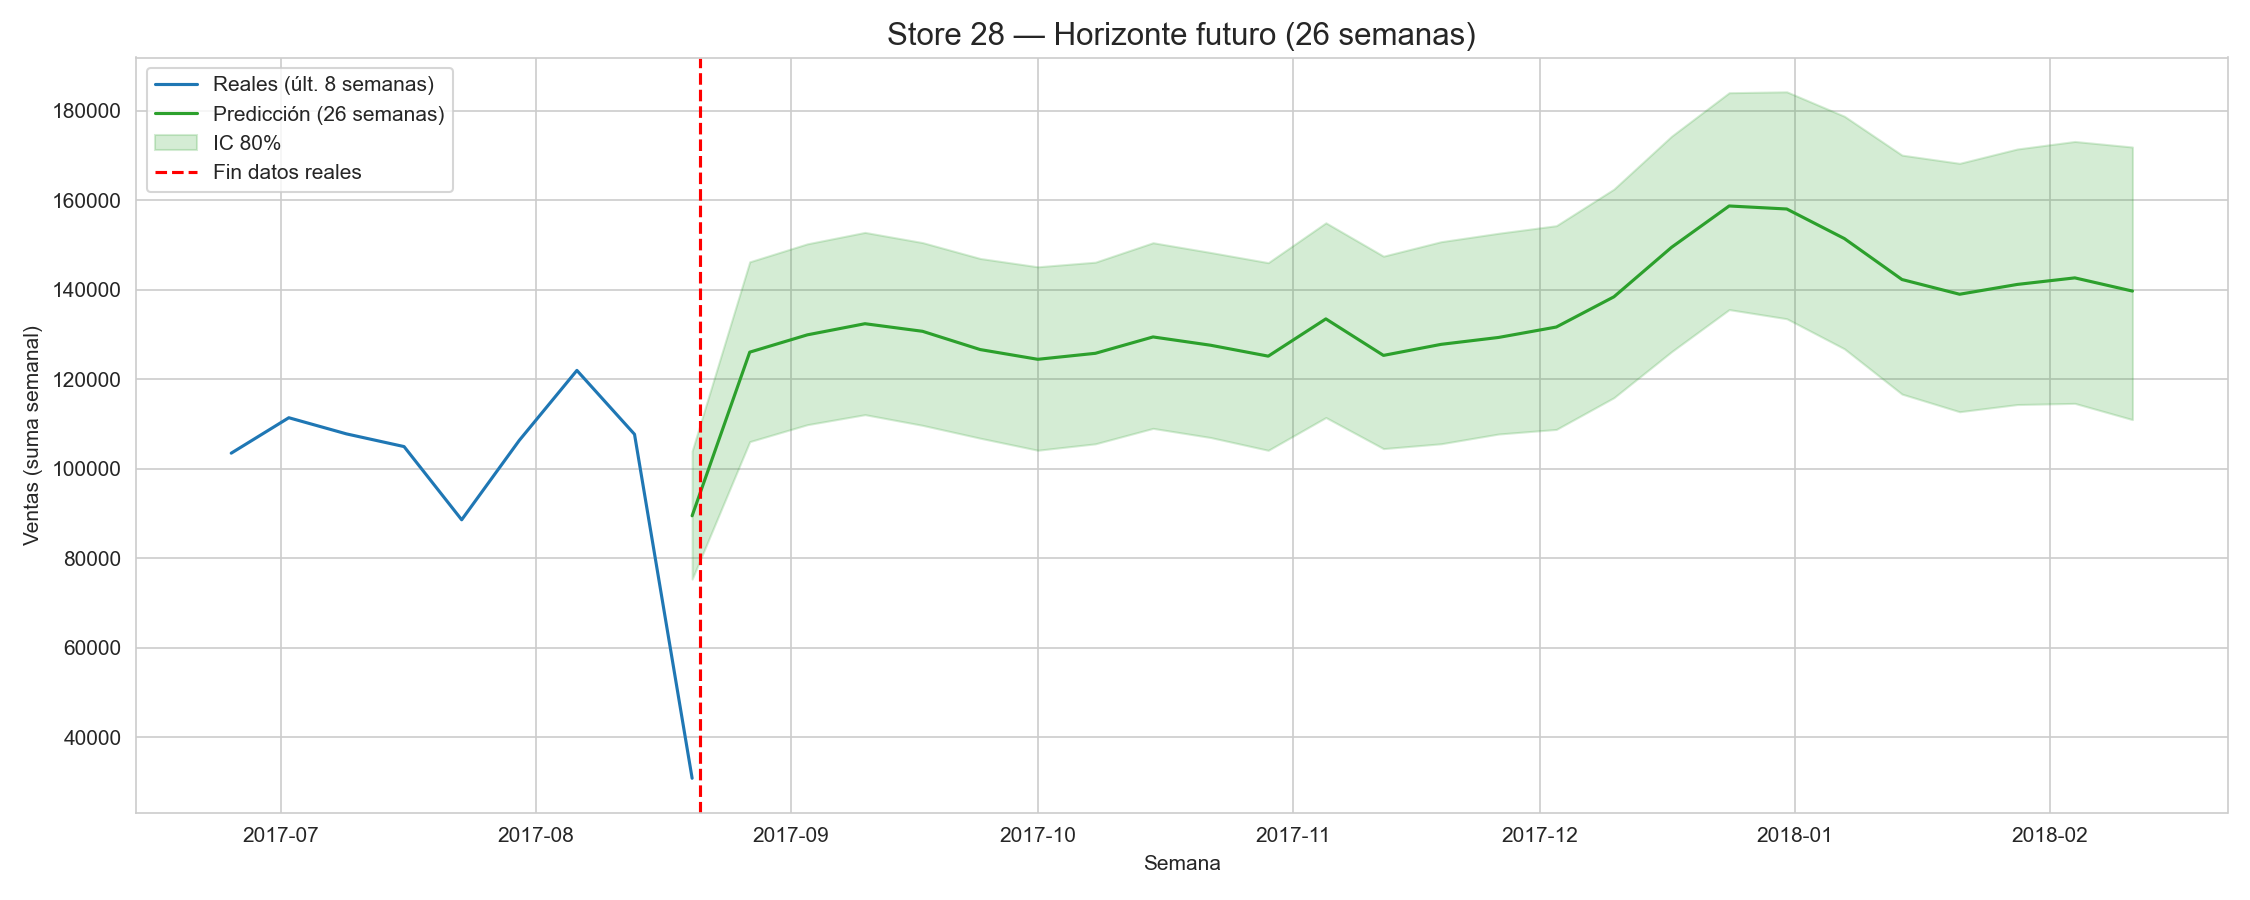 Store 28 — Horizonte futuro (26 semanas)
Reales (últ. 8 semanas)
Predicción (26 semanas)
IC 80%
Fin datos reales
Ventas (suma semanal)
180000
160000
140000
120000
100000
80000
60000
40000
2017-07
2017-08
2017-09
2017-10
2017-11
2017-12
2018-01
2018-02
Semana